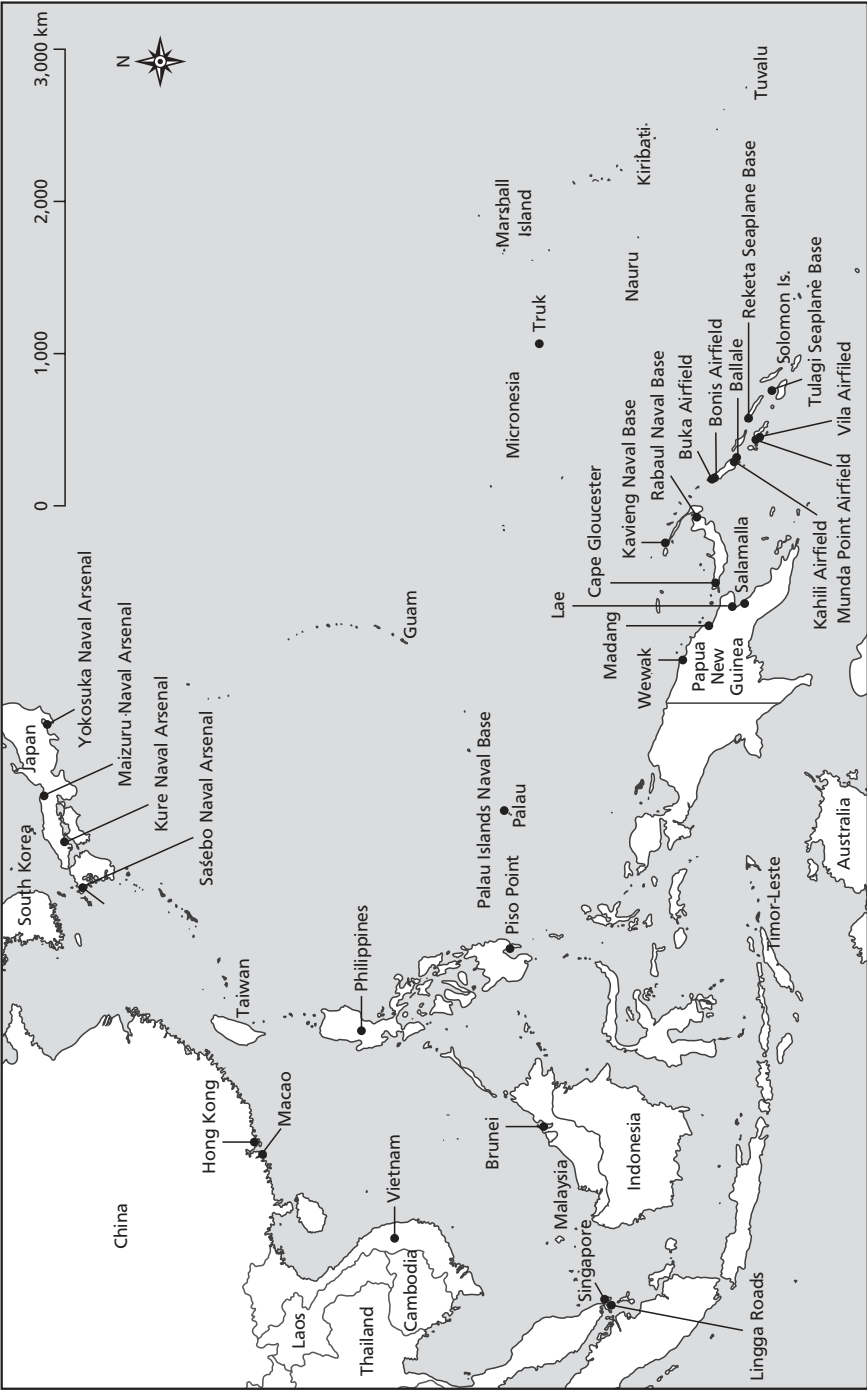 China
Hong Kong
Macao
Taiwan
South Korea
Japan
Yokosuka Naval Arsenal
Maizuru Naval Arsenal
Kure Naval Arsenal
Sasebo Naval Arsenal
0
1,000
2,000
3,000 km
N
Laos
Thailand
Cambodia
Vietnam
Philippines
Guam
Micronesia
Truk
Marshall
Island
Palau Islands Naval Base
Palau
Piso Point
Brunei
Malaysia
Singapore
Indonesia
Lingga Roads
Timor-Leste
Australia
Nauru
Kiribati
Tuvalu
Lae
Madang
Wewak
Cape Gloucester
Kavieng Naval Base
Rabaul Naval Base
Buka Airfield
Bonis Airfield
Ballale
Reketa Seaplane Base
Papua
New
Guinea
Salamalla
Solomon Is.
Tulagi Seaplane Base
Vila Airfiled
Munda Point Airfield
Kahili Airfield